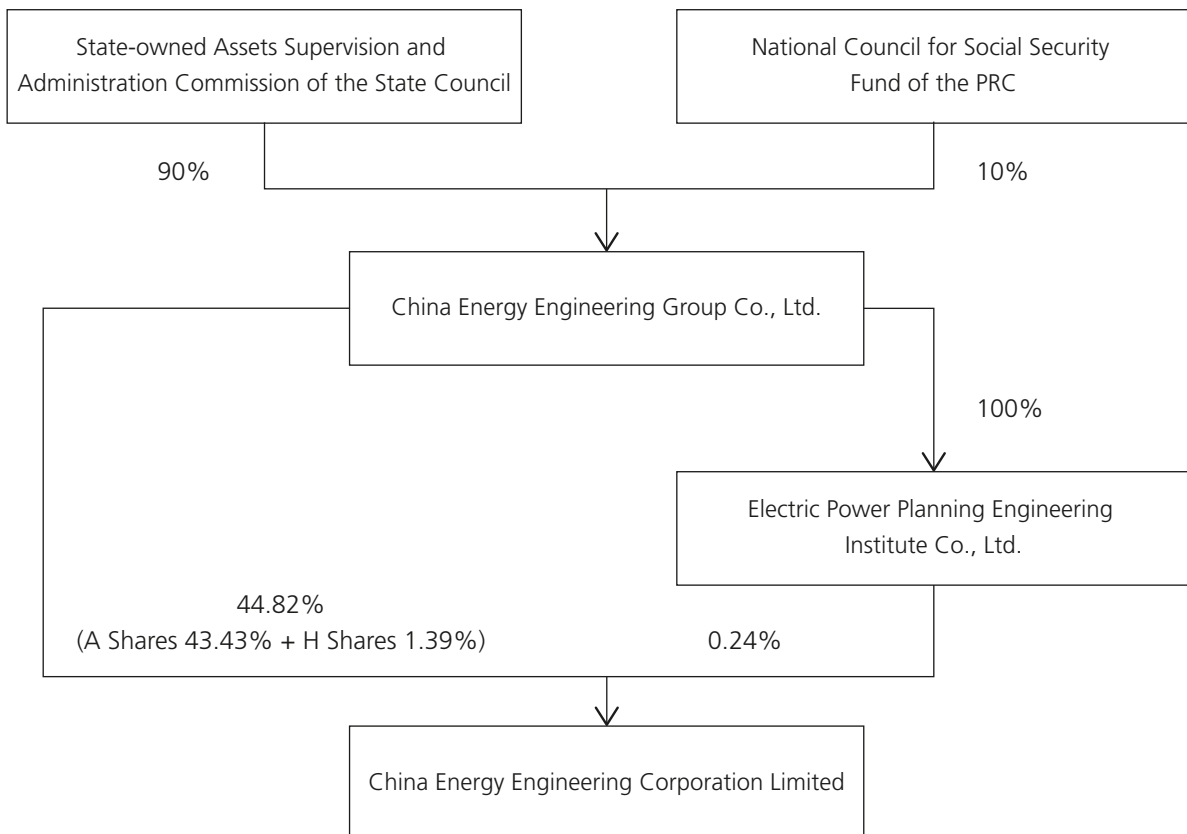 State-owned Assets Supervision and
Administration Commission of the State Council
National Council for Social Security
Fund of the PRC
90%
10%
China Energy Engineering Group Co., Ltd.
100%
Electric Power Planning Engineering
Institute Co., Ltd.
44.82%
(A Shares 43.43% + H Shares 1.39%)
0.24%
China Energy Engineering Corporation Limited